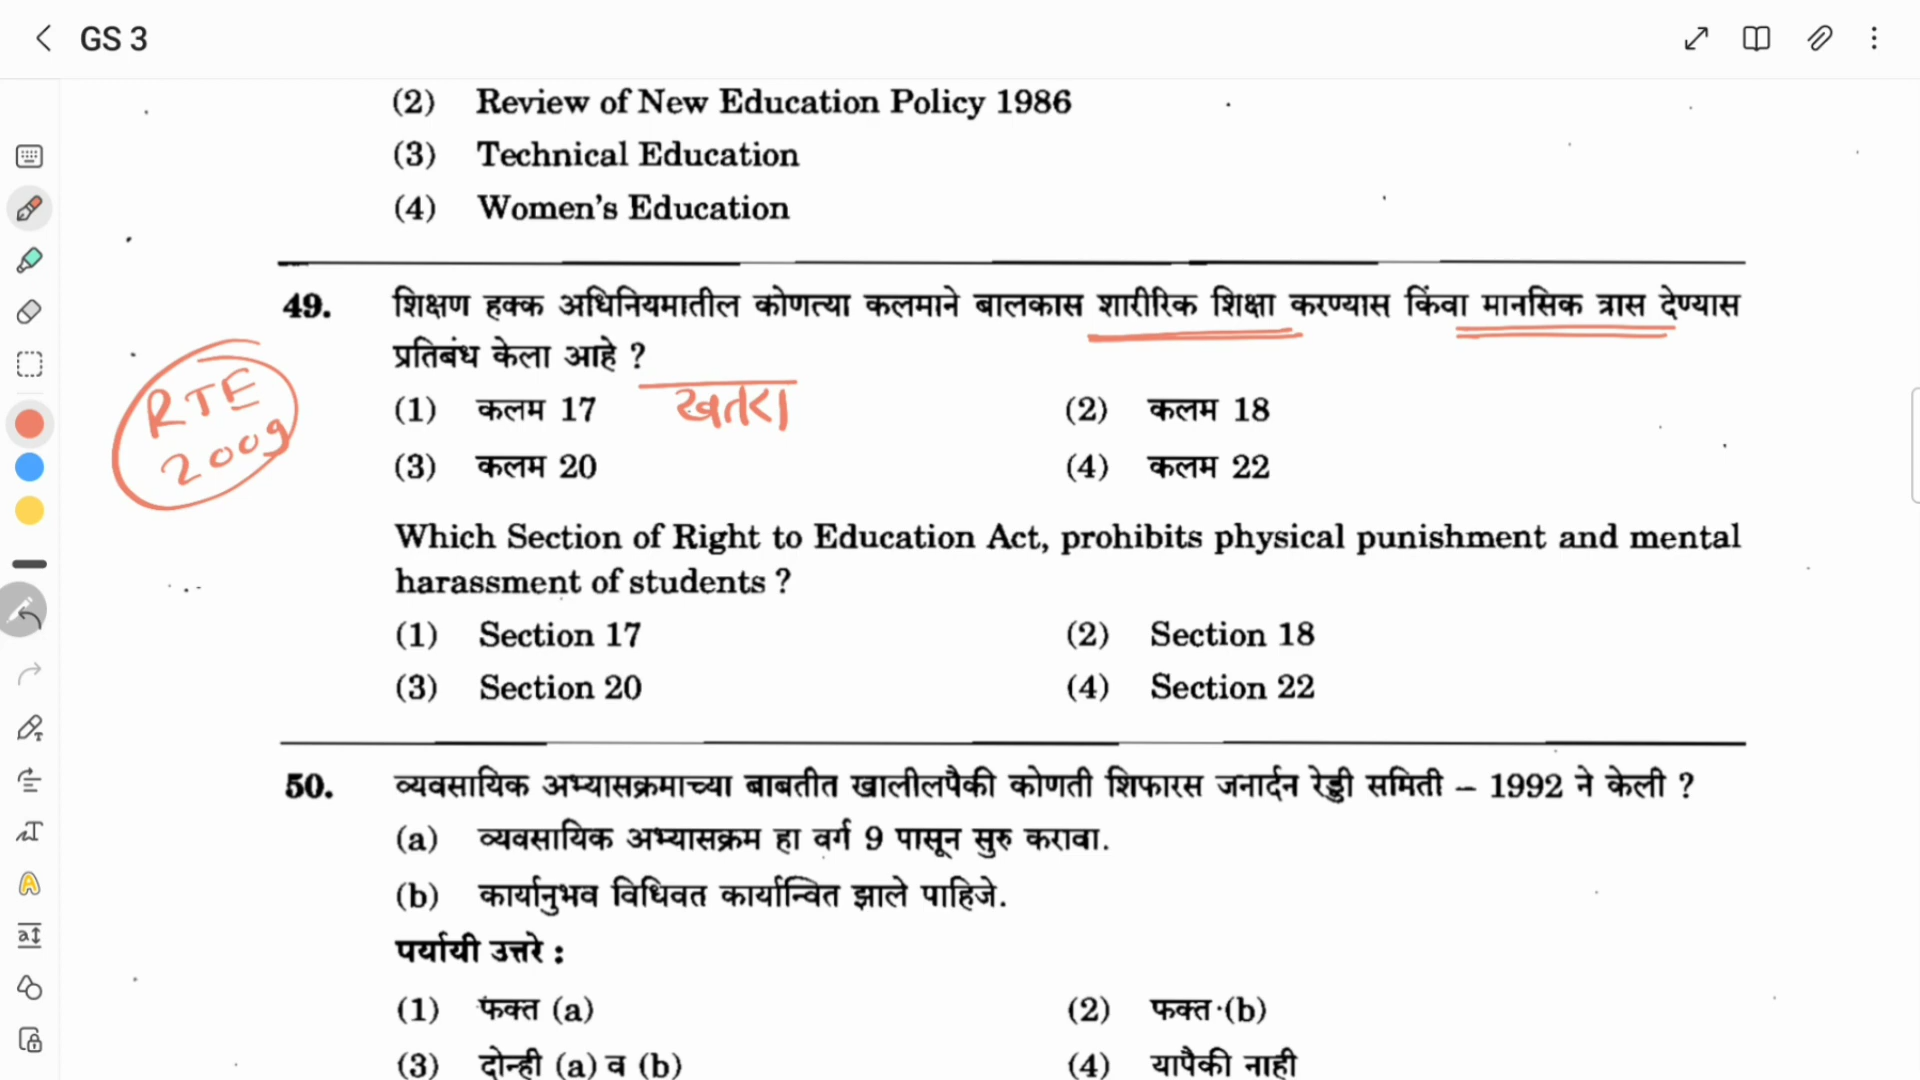 GS 3
(2) Review of New Education Policy 1986
(3) Technical Education
(4) Women's Education
49. शिक्षण हक्क अधिनियमातील कोणत्या कलमाने बालकास शारीरिक शिक्षा करण्यास किंवा मानसिक त्रास देण्यास
प्रतिबंध केला आहे ?
RTE
2009
(1) कलम 17 खतरा (2) कलम 18
(3) कलम 20 (4) कलम 22
Which Section of Right to Education Act, prohibits physical punishment and mental
harassment of students ?
(1) Section 17 (2) Section 18
(3) Section 20 (4) Section 22
50. व्यवसायिक अभ्यासक्रमाच्या बाबतीत खालीलपैकी कोणती शिफारस जनार्दन रेड्डी समिती – 1992 ने केली ?
(a) व्यवसायिक अभ्यासक्रम हा वर्ग 9 पासून सुरु करावा.
(b) कार्यानुभव विधिवत कार्यान्वित झाले पाहिजे.
पर्यायी उत्तरे :
(1) फक्त (a) (2) फक्त (b)
(3) दोन्ही (a) व (b) (4) यापैकी नाही